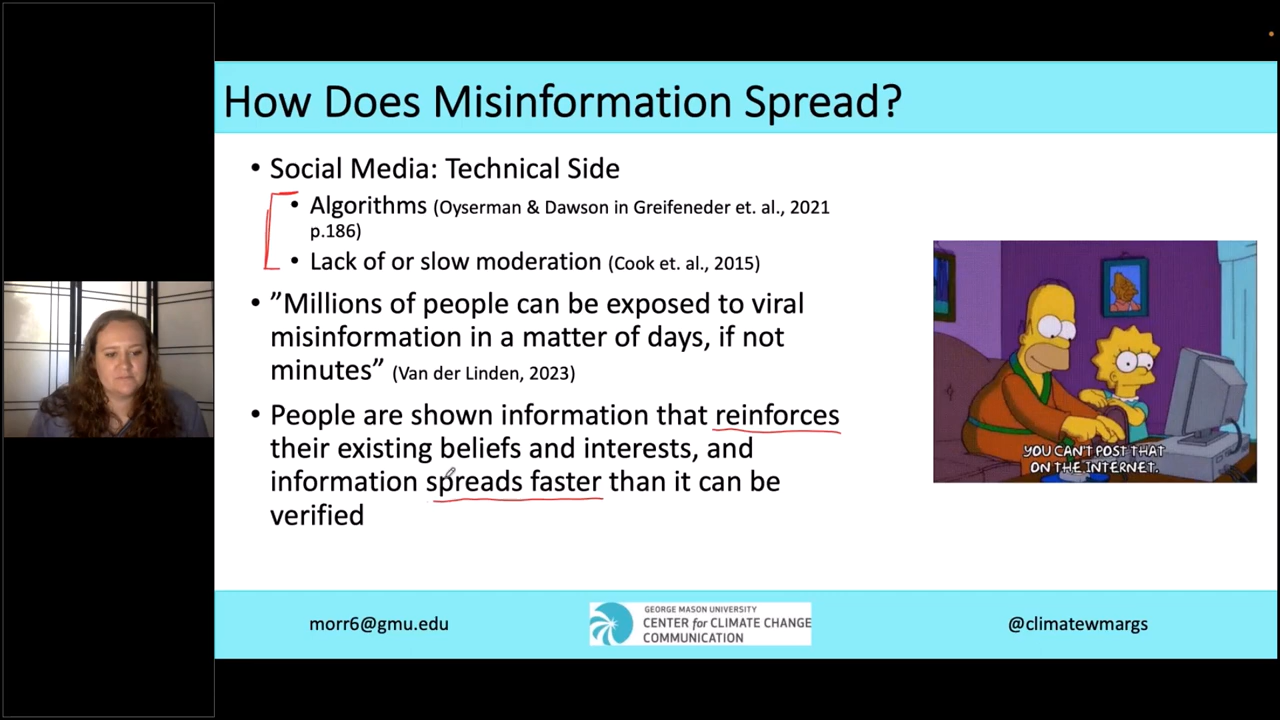 How Does Misinformation Spread?
• Social Media: Technical Side
• Algorithms (Oyserman & Dawson in Greifeneder et. al., 2021
p.186)
• Lack of or slow moderation (Cook et. al., 2015)
• ”Millions of people can be exposed to viral
misinformation in a matter of days, if not
minutes” (Van der Linden, 2023)
• People are shown information that reinforces
their existing beliefs and interests, and
information spreads faster than it can be
verified
YOU CAN'T POST THAT
ON THE INTERNET.
morr6@gmu.edu
GEORGE MASON UNIVERSITY
CENTER for CLIMATE CHANGE
COMMUNICATION
@climatewmargs